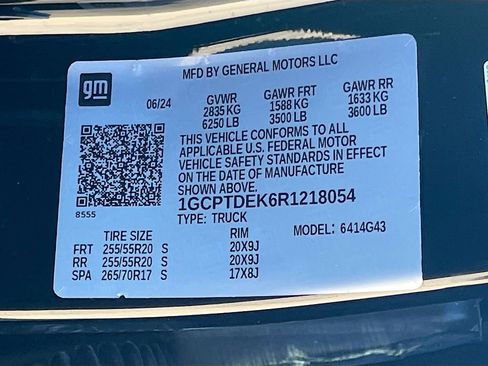 gm
MFD BY GENERAL MOTORS LLC
06/24 GVWR GAWR FRT GAWR RR
2835 KG 1588 KG 1633 KG
6250 LB 3500 LB 3600 LB
THIS VEHICLE CONFORMS TO ALL
APPLICABLE U.S. FEDERAL MOTOR
VEHICLE SAFETY STANDARDS IN EFFECT
ON THE DATE OF MANUFACTURE
SHOWN ABOVE.
8555
1GCPTDEK6R1218054
TYPE: TRUCK
MODEL: 6414G43
TIRE SIZE RIM
FRT 255/55R20 S 20X9J
RR 255/55R20 S 20X9J
SPA 265/70R17 S 17X8J